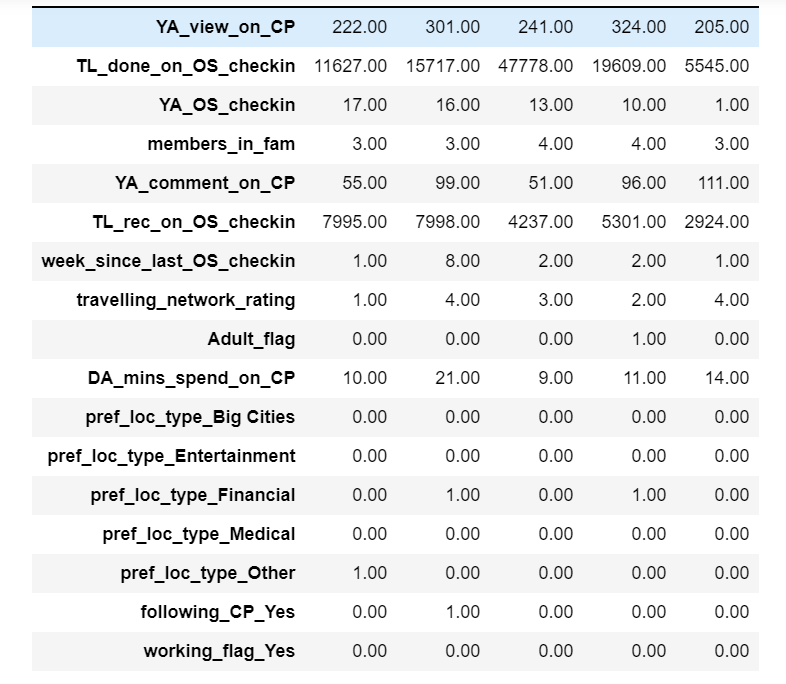 YA_view_on_CP 222.00 301.00 241.00 324.00 205.00
TL_done_on_OS_checkin 11627.00 15717.00 47778.00 19609.00 5545.00
YA_OS_checkin 17.00 16.00 13.00 10.00 1.00
members_in_fam 3.00 3.00 4.00 4.00 3.00
YA_comment_on_CP 55.00 99.00 51.00 96.00 111.00
TL_rec_on_OS_checkin 7995.00 7998.00 4237.00 5301.00 2924.00
week_since_last_OS_checkin 1.00 8.00 2.00 2.00 1.00
travelling_network_rating 1.00 4.00 3.00 2.00 4.00
Adult_flag 0.00 0.00 0.00 1.00 0.00
DA_mins_spend_on_CP 10.00 21.00 9.00 11.00 14.00
pref_loc_type_Big Cities 0.00 0.00 0.00 0.00 0.00
pref_loc_type_Entertainment 0.00 0.00 0.00 0.00 0.00
pref_loc_type_Financial 0.00 1.00 0.00 1.00 0.00
pref_loc_type_Medical 0.00 0.00 0.00 0.00 0.00
pref_loc_type_Other 1.00 0.00 0.00 0.00 0.00
following_CP_Yes 0.00 1.00 0.00 0.00 0.00
working_flag_Yes 0.00 0.00 0.00 0.00 0.00